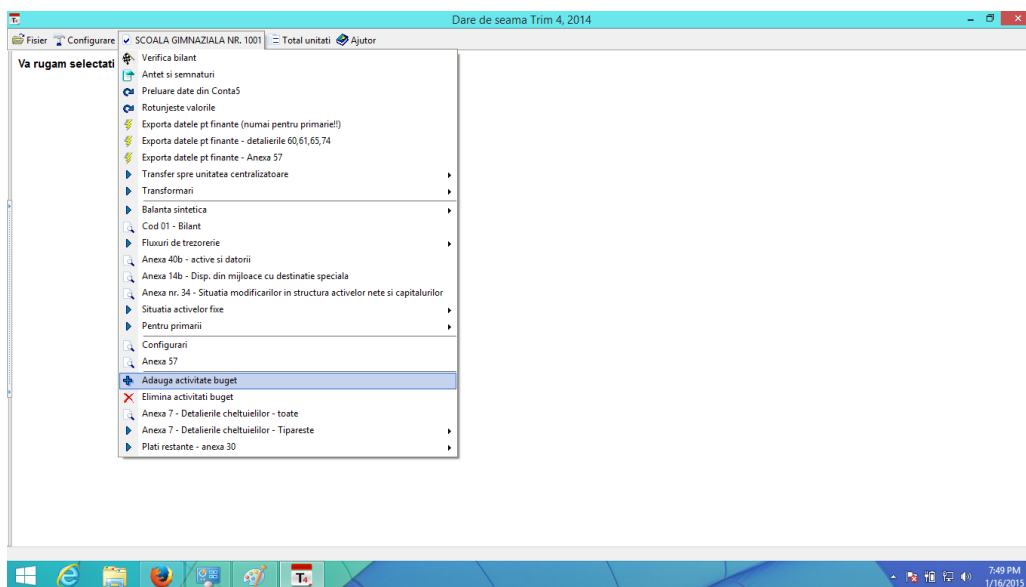 Dare de seama Trim 4, 2014
Fisier Configurare SCOALA GIMNAZIALA NR. 1001 Total unitati Ajutor
Va rugam selectati
Verifica bilant
Antet si semnaturi
Preluare date din Conta5
Rotunjeste valorile
Exporta datele pt finante (numai pentru primarie!!)
Exporta datele pt finante - detalierile 60,61,65,74
Exporta datele pt finante - Anexa 57
Transfer spre unitatea centralizatoare
Transformari
Balanta sintetica
Cod 01 - Bilant
Fluxuri de trezorerie
Anexa 40b - active si datorii
Anexa 14b - Disp. din mijloace cu destinatie speciala
Anexa nr. 34 - Situatia modificarilor in structura activelor nete si capitalurilor
Situatia activelor fixe
Pentru primarii
Configurari
Anexa 57
Adauga activitate buget
Elimina activitati buget
Anexa 7 - Detalierile cheltuielilor - toate
Anexa 7 - Detalierile cheltuielilor - Tipareste
Plati restante - anexa 30
T4
7:49 PM
1/16/2015